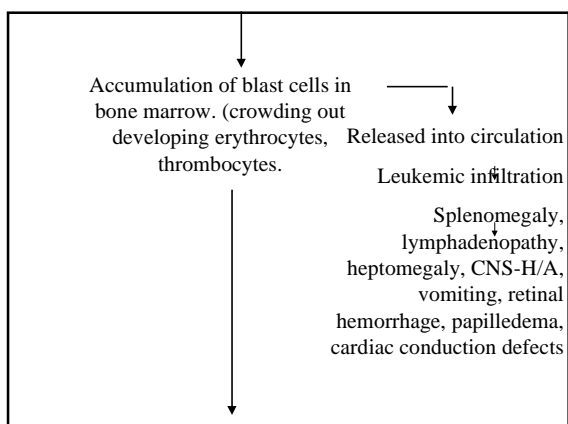 Accumulation of blast cells in
bone marrow. (crowding out
developing erythrocytes,
thrombocytes.
Released into circulation
Leukemic infiltration
Splenomegaly,
lymphadenopathy,
heptomegaly, CNS-H/A,
vomiting, retinal
hemorrhage, papilledema,
cardiac conduction defects